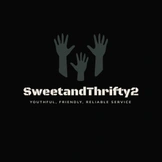 SweetandThrifty2
YOUTHFUL, FRIENDLY, RELIABLE SERVICE